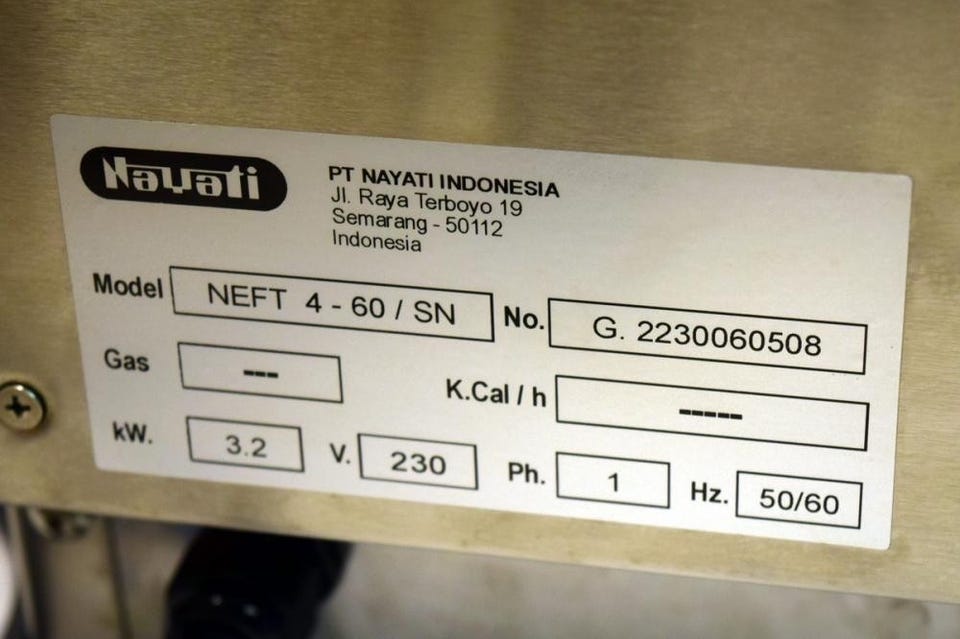 Nayati
PT NAYATI INDONESIA
Jl. Raya Terboyo 19
Semarang - 50112
Indonesia
Model NEFT 4 - 60 / SN No. G. 2230060508
Gas --- K.Cal / h -----
kW. 3.2 V. 230 Ph. 1 Hz. 50/60